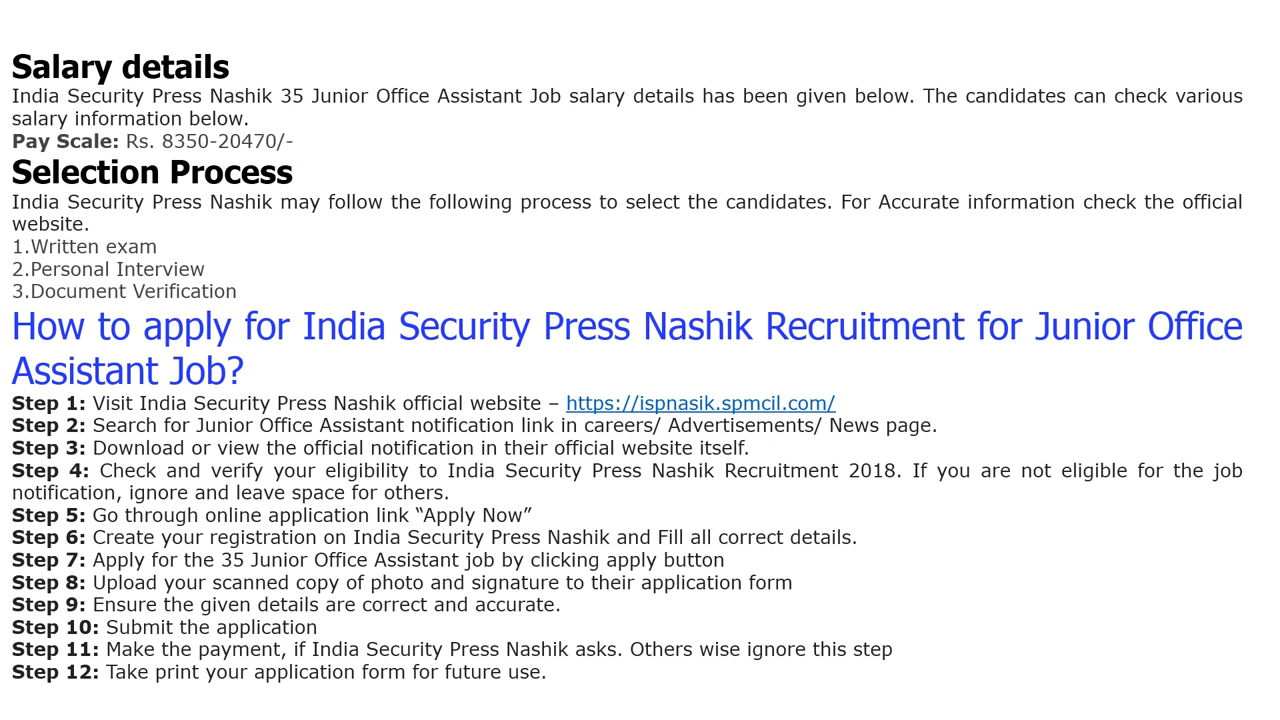 Salary details
India Security Press Nashik 35 Junior Office Assistant Job salary details has been given below. The candidates can check various
salary information below.
Pay Scale: Rs. 8350-20470/-
Selection Process
India Security Press Nashik may follow the following process to select the candidates. For Accurate information check the official
website.
1.Written exam
2.Personal Interview
3.Document Verification
How to apply for India Security Press Nashik Recruitment for Junior Office
Assistant Job?
Step 1: Visit India Security Press Nashik official website – https://ispnasik.spmcil.com/
Step 2: Search for Junior Office Assistant notification link in careers/ Advertisements/ News page.
Step 3: Download or view the official notification in their official website itself.
Step 4: Check and verify your eligibility to India Security Press Nashik Recruitment 2018. If you are not eligible for the job
notification, ignore and leave space for others.
Step 5: Go through online application link “Apply Now”
Step 6: Create your registration on India Security Press Nashik and Fill all correct details.
Step 7: Apply for the 35 Junior Office Assistant job by clicking apply button
Step 8: Upload your scanned copy of photo and signature to their application form
Step 9: Ensure the given details are correct and accurate.
Step 10: Submit the application
Step 11: Make the payment, if India Security Press Nashik asks. Others wise ignore this step
Step 12: Take print your application form for future use.